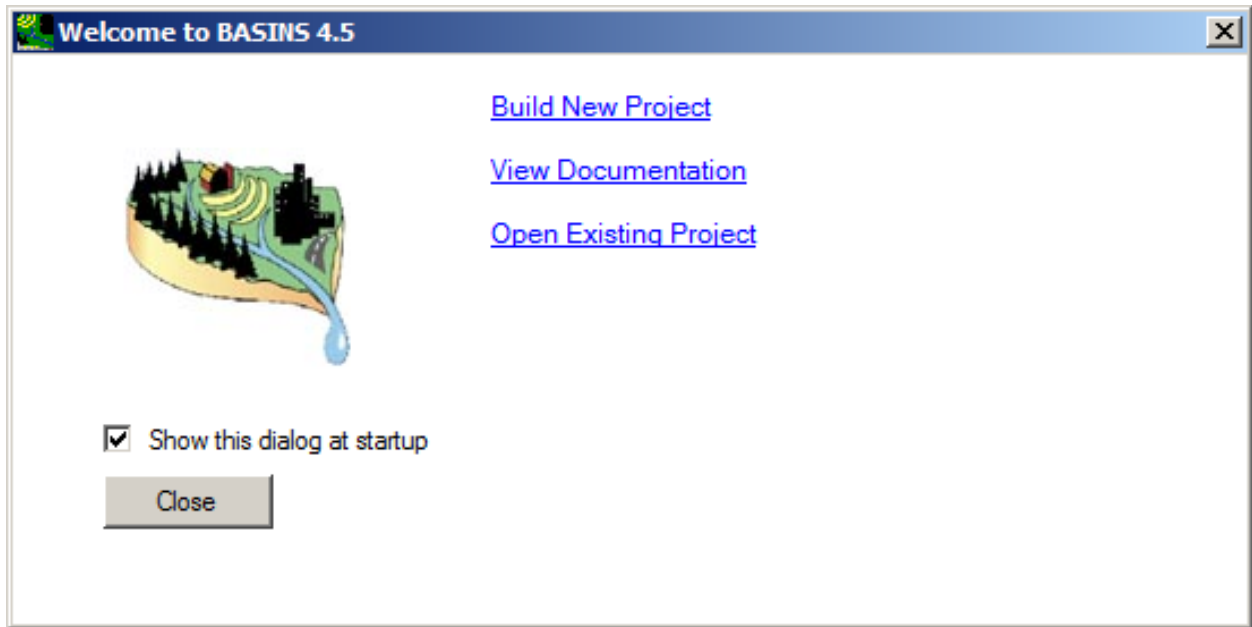 Welcome to BASINS 4.5
Build New Project
View Documentation
Open Existing Project
Show this dialog at startup
Close